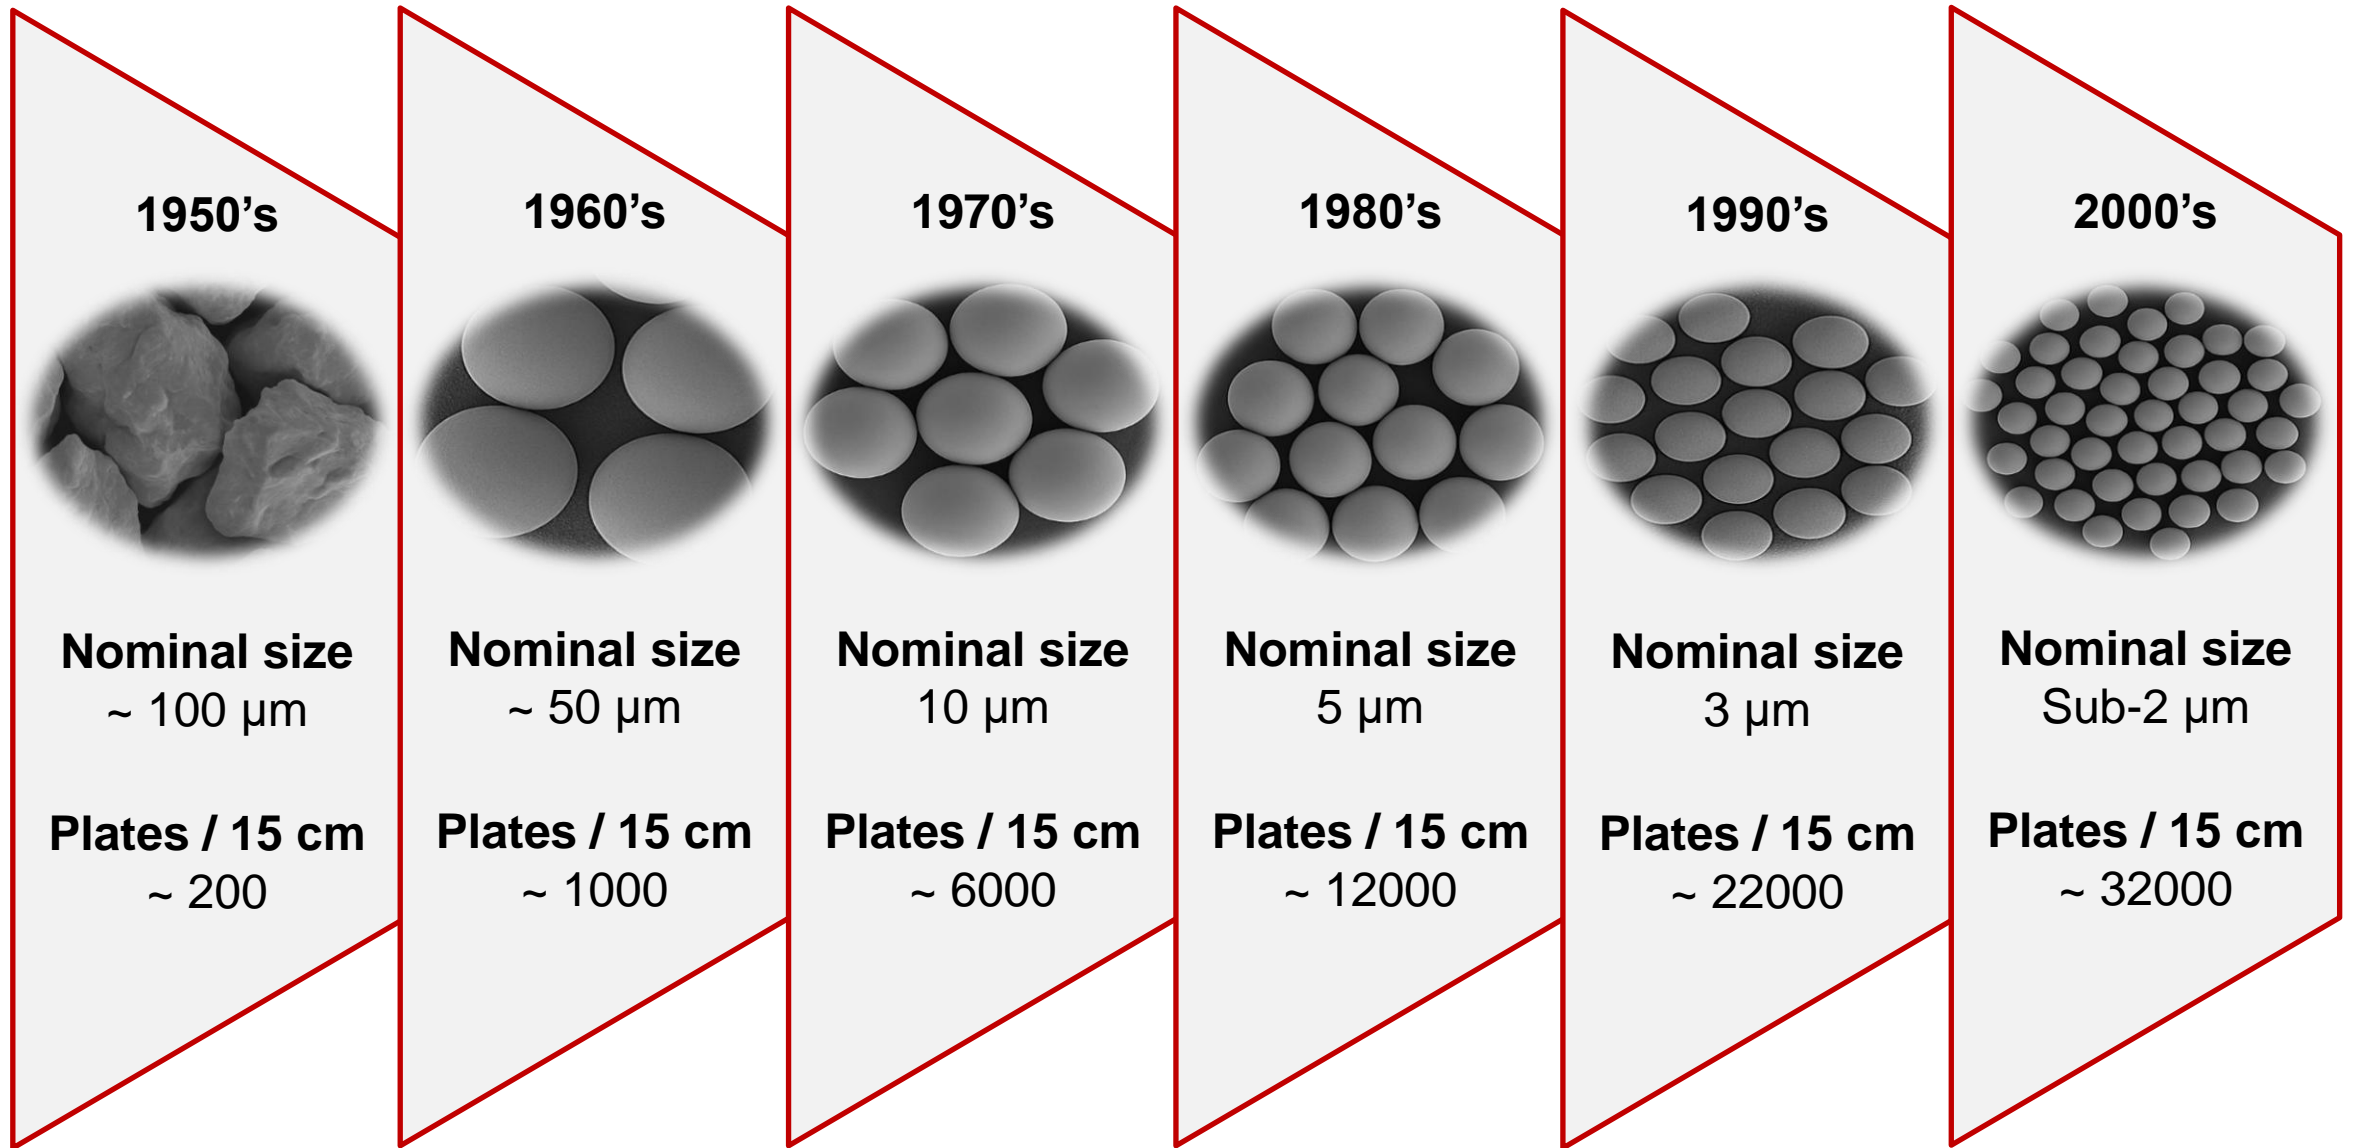 1950’s
Nominal size
~ 100 µm
Plates / 15 cm
~ 200
1960’s
Nominal size
~ 50 µm
Plates / 15 cm
~ 1000
1970’s
Nominal size
10 µm
Plates / 15 cm
~ 6000
1980’s
Nominal size
5 µm
Plates / 15 cm
~ 12000
1990’s
Nominal size
3 µm
Plates / 15 cm
~ 22000
2000’s
Nominal size
Sub-2 µm
Plates / 15 cm
~ 32000